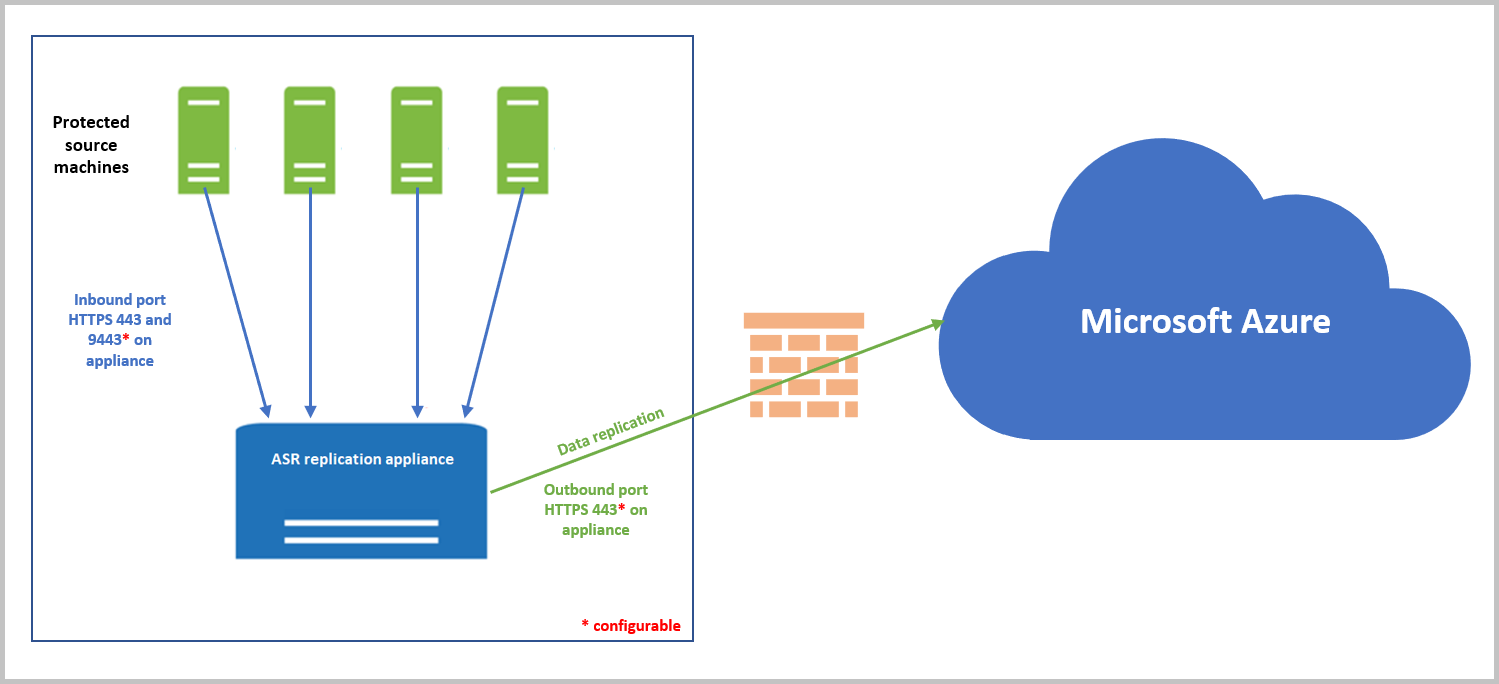 Protected
source
machines
Inbound port
HTTPS 443 and
9443* on
appliance
ASR replication appliance
Data replication
Outbound port
HTTPS 443* on
appliance
* configurable
Microsoft Azure